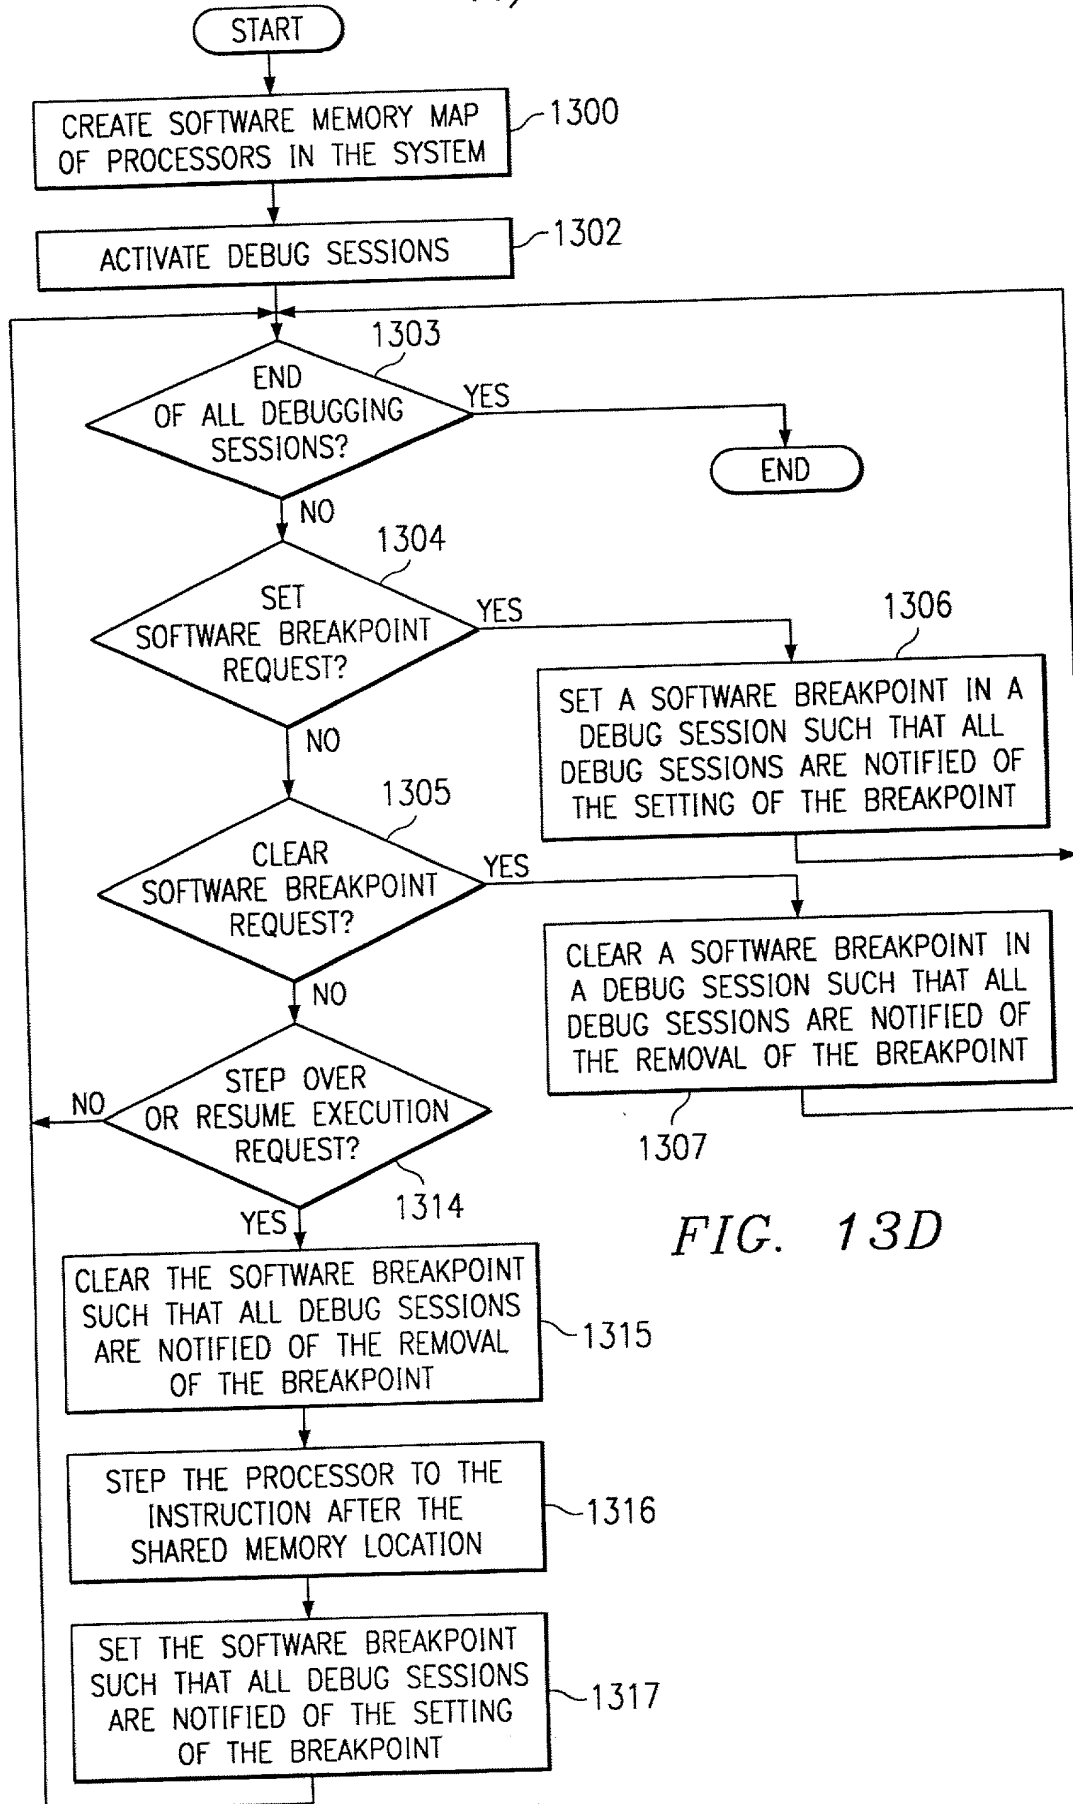 START
CREATE SOFTWARE MEMORY MAP
OF PROCESSORS IN THE SYSTEM
1300
ACTIVATE DEBUG SESSIONS
1302
1303
END
OF ALL DEBUGGING
SESSIONS?
YES
END
NO
1304
SET
SOFTWARE BREAKPOINT
REQUEST?
YES
1306
SET A SOFTWARE BREAKPOINT IN A
DEBUG SESSION SUCH THAT ALL
DEBUG SESSIONS ARE NOTIFIED OF
THE SETTING OF THE BREAKPOINT
NO
1305
CLEAR
SOFTWARE BREAKPOINT
REQUEST?
YES
CLEAR A SOFTWARE BREAKPOINT IN
A DEBUG SESSION SUCH THAT ALL
DEBUG SESSIONS ARE NOTIFIED OF
THE REMOVAL OF THE BREAKPOINT
1307
NO
STEP OVER
OR RESUME EXECUTION
REQUEST?
NO
1314
YES
FIG. 13D
CLEAR THE SOFTWARE BREAKPOINT
SUCH THAT ALL DEBUG SESSIONS
ARE NOTIFIED OF THE REMOVAL
OF THE BREAKPOINT
1315
STEP THE PROCESSOR TO THE
INSTRUCTION AFTER THE
SHARED MEMORY LOCATION
1316
SET THE SOFTWARE BREAKPOINT
SUCH THAT ALL DEBUG SESSIONS
ARE NOTIFIED OF THE SETTING
OF THE BREAKPOINT
1317